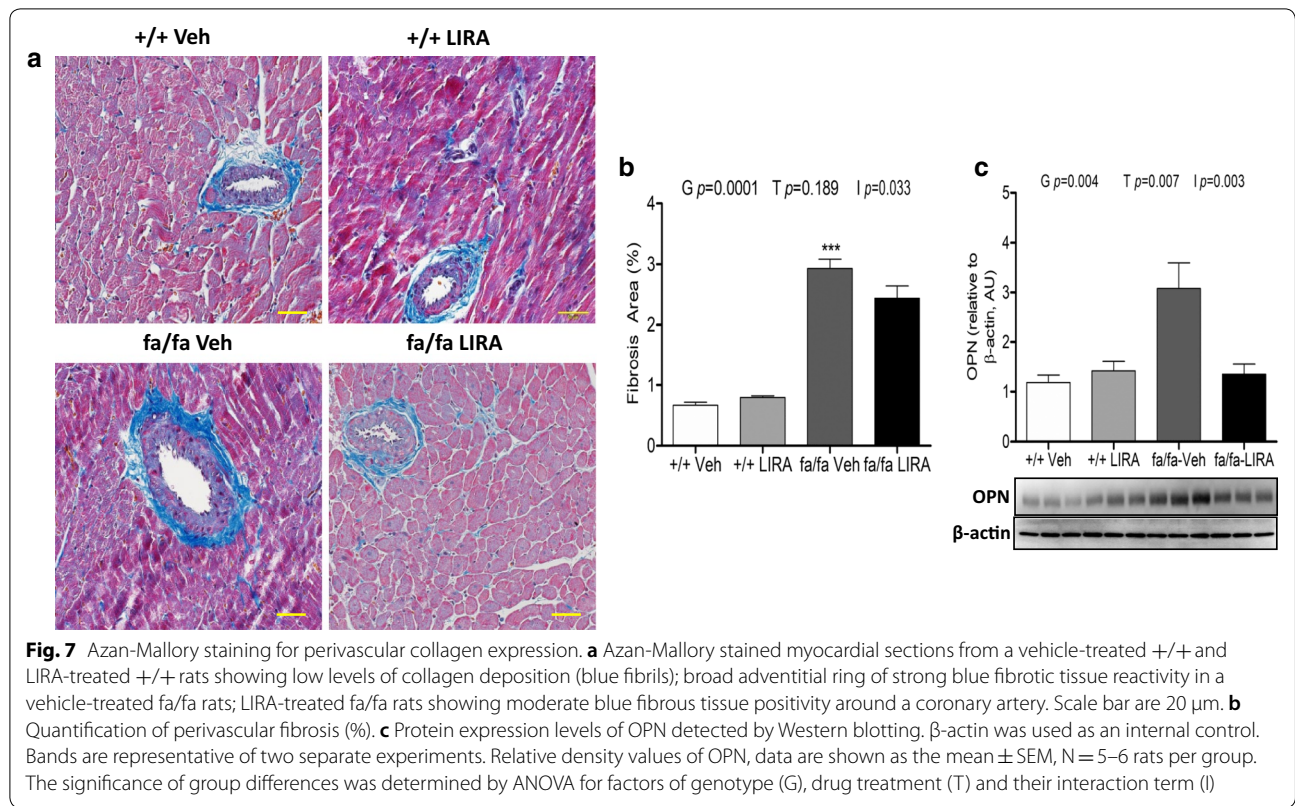 +/+ Veh
+/+ LIRA
a
fa/fa Veh
fa/fa LIRA
b
G p=0.0001 T p=0.189 I p=0.033
Fibrosis Area (%)
4
3
2
1
0
***
+/+ Veh +/+ LIRA fa/fa Veh fa/fa LIRA
c
G p=0.004 T p=0.007 I p=0.003
OPN (relative to
β-actin, AU)
5
4
3
2
1
0
+/+ Veh +/+ LIRA fa/fa-Veh fa/fa-LIRA
OPN
β-actin
Fig. 7 Azan-Mallory staining for perivascular collagen expression. a Azan-Mallory stained myocardial sections from a vehicle-treated +/+ and
LIRA-treated +/+ rats showing low levels of collagen deposition (blue fibrils); broad adventitial ring of strong blue fibrotic tissue reactivity in a
vehicle-treated fa/fa rats; LIRA-treated fa/fa rats showing moderate blue fibrous tissue positivity around a coronary artery. Scale bar are 20 μm. b
Quantification of perivascular fibrosis (%). c Protein expression levels of OPN detected by Western blotting. β-actin was used as an internal control.
Bands are representative of two separate experiments. Relative density values of OPN, data are shown as the mean ± SEM, N = 5–6 rats per group.
The significance of group differences was determined by ANOVA for factors of genotype (G), drug treatment (T) and their interaction term (I)